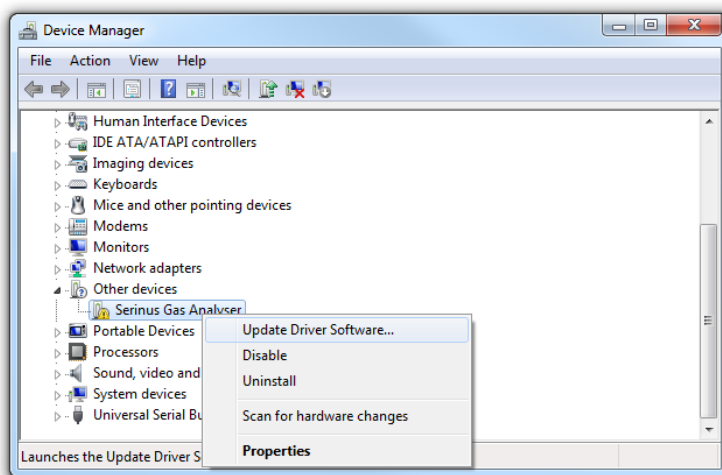 Device Manager
File Action View Help
Human Interface Devices
IDE ATA/ATAPI controllers
Imaging devices
Keyboards
Mice and other pointing devices
Modems
Monitors
Network adapters
Other devices
Serinus Gas Analyser
Portable Devices
Processors
Sound, video and
System devices
Universal Serial Bu
Update Driver Software...
Disable
Uninstall
Scan for hardware changes
Properties
Launches the Update Driver S